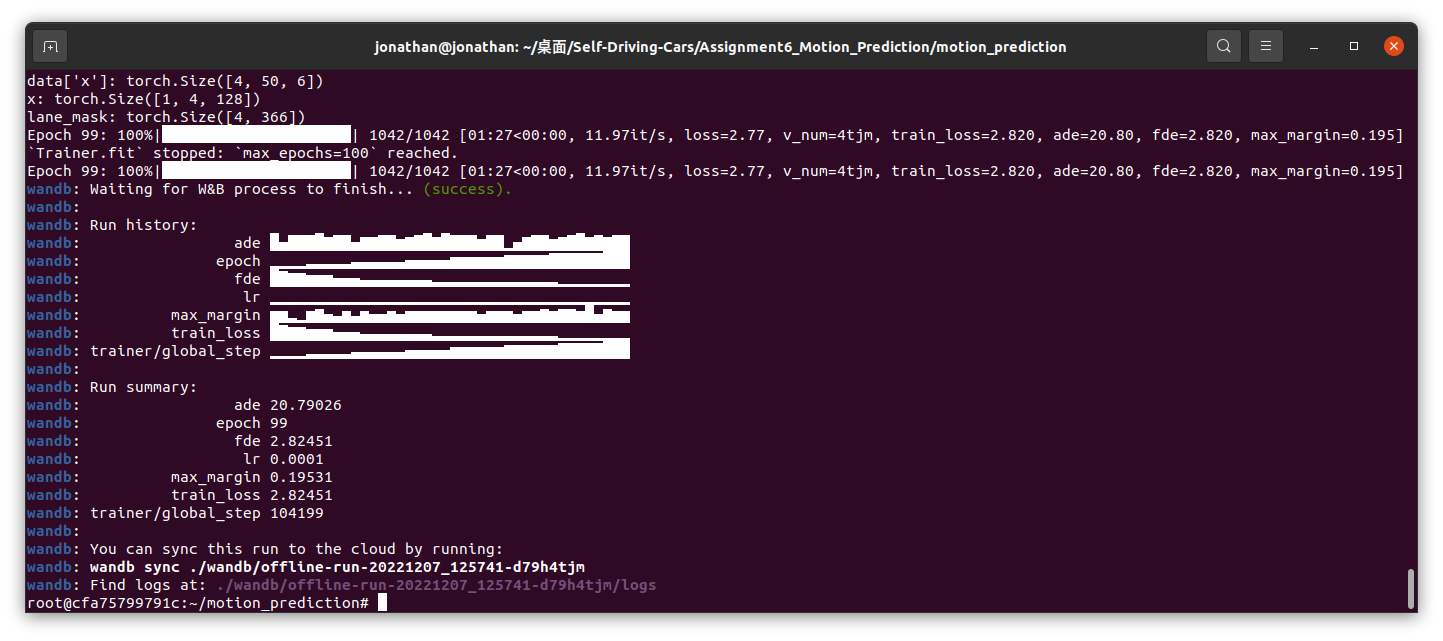 jonathan@jonathan: ~/桌面/Self-Driving-Cars/Assignment6_Motion_Prediction/motion_prediction
data['x']: torch.Size([4, 50, 6])
x: torch.Size([1, 4, 128])
lane_mask: torch.Size([4, 366])
Epoch 99: 100%|| 1042/1042 [01:27<00:00, 11.97it/s, loss=2.77, v_num=4tjm, train_loss=2.820, ade=20.80, fde=2.820, max_margin=0.195]
`Trainer.fit` stopped: `max_epochs=100` reached.
Epoch 99: 100%|| 1042/1042 [01:27<00:00, 11.97it/s, loss=2.77, v_num=4tjm, train_loss=2.820, ade=20.80, fde=2.820, max_margin=0.195]
wandb: Waiting for W&B process to finish... (success).
wandb:
wandb: Run history:
wandb: ade
wandb: epoch
wandb: fde
wandb: lr
wandb: max_margin
wandb: train_loss
wandb: trainer/global_step
wandb:
wandb: Run summary:
wandb: ade 20.79026
wandb: epoch 99
wandb: fde 2.82451
wandb: lr 0.0001
wandb: max_margin 0.19531
wandb: train_loss 2.82451
wandb: trainer/global_step 104199
wandb:
wandb: You can sync this run to the cloud by running:
wandb: wandb sync ./wandb/offline-run-20221207_125741-d79h4tjm
wandb: Find logs at: ./wandb/offline-run-20221207_125741-d79h4tjm/logs
root@cfa75799791c:~/motion_prediction#